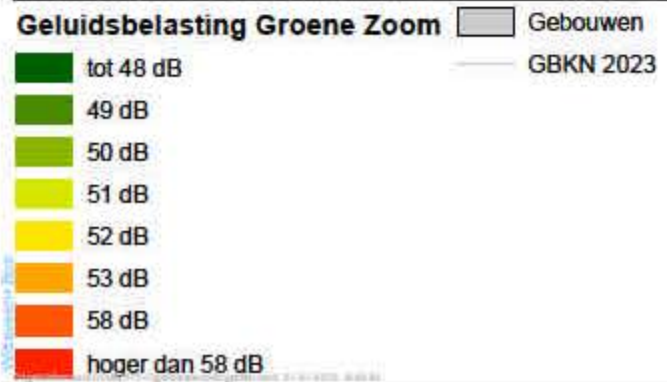 Geluidsbelasting Groene Zoom
Gebouwen
GBKN 2023
tot 48 dB
49 dB
50 dB
51 dB
52 dB
53 dB
58 dB
hoger dan 58 dB